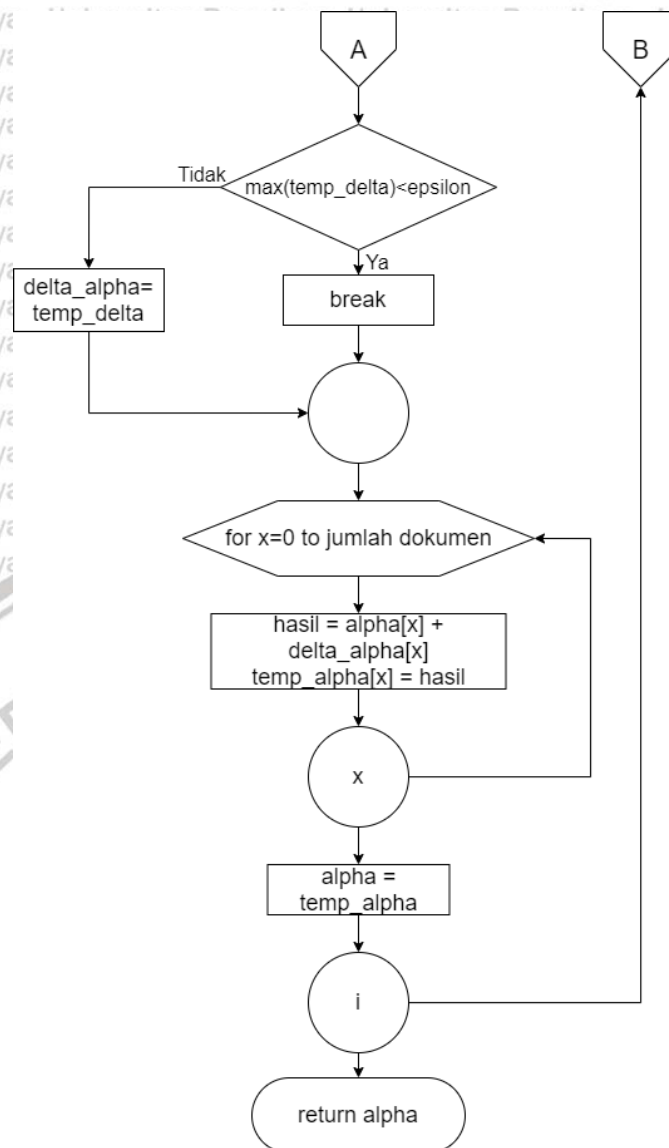 A
B
Tidak
max(temp_delta)<epsilon
Ya
delta_alpha=
temp_delta
break
for x=0 to jumlah dokumen
hasil = alpha[x] +
delta_alpha[x]
temp_alpha[x] = hasil
x
alpha =
temp_alpha
i
return alpha